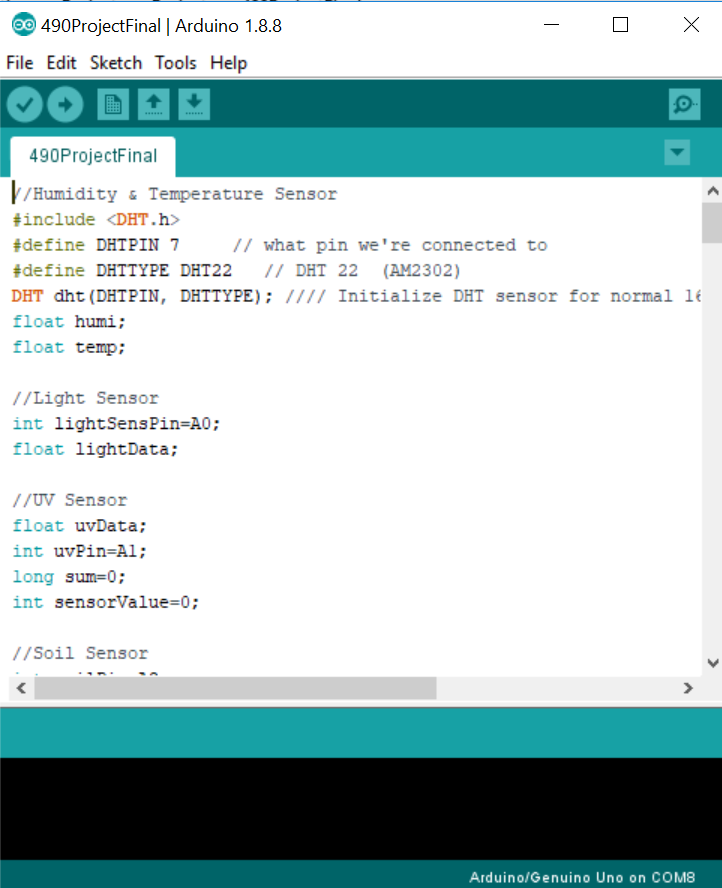 490ProjectFinal | Arduino 1.8.8
File Edit Sketch Tools Help
490ProjectFinal
//Humidity & Temperature Sensor
#include <DHT.h>
#define DHTPIN 7 // what pin we're connected to
#define DHTTYPE DHT22 // DHT 22 (AM2302)
DHT dht(DHTPIN, DHTTYPE); //// Initialize DHT sensor for normal 16
float humi;
float temp;
//Light Sensor
int lightSensPin=A0;
float lightData;
//UV Sensor
float uvData;
int uvPin=A1;
long sum=0;
int sensorValue=0;
//Soil Sensor
Arduino/Genuino Uno on COM8